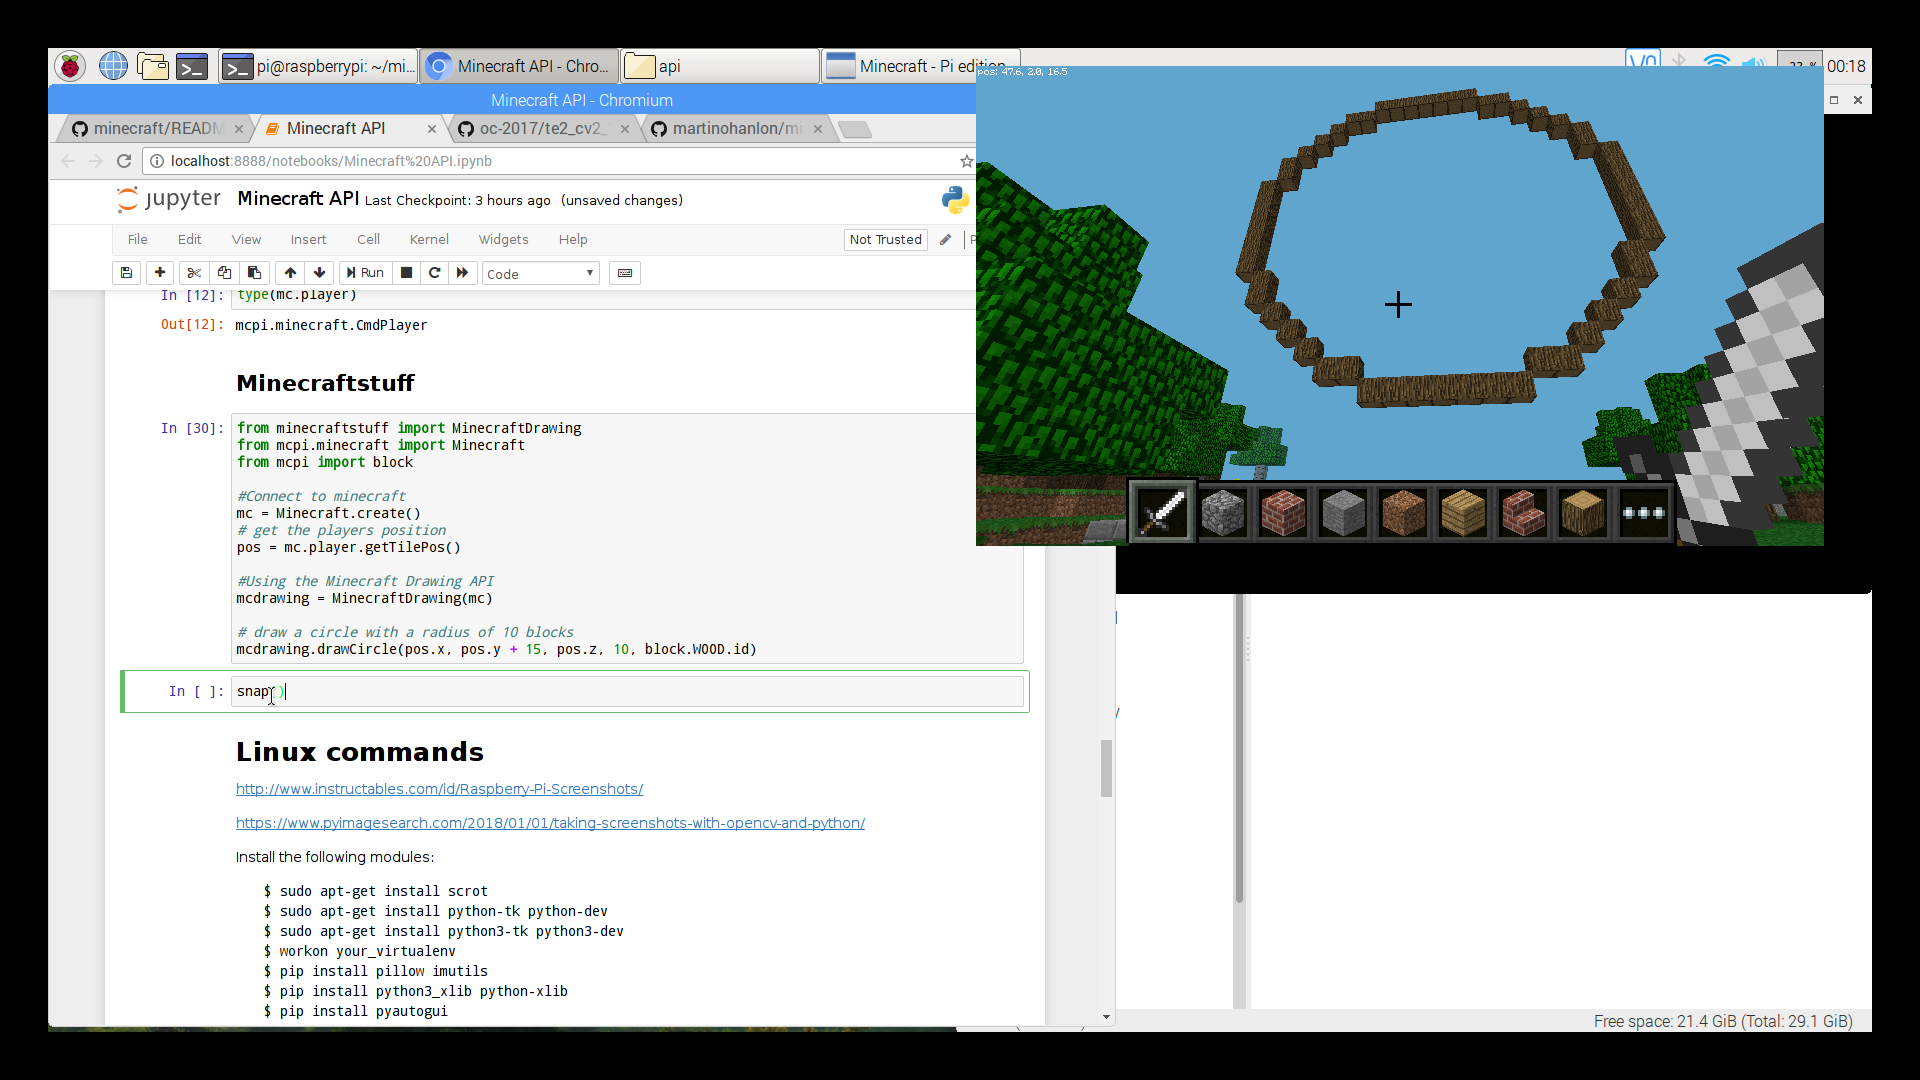 pi@raspberrypi: ~/mi...
Minecraft API - Chro...
api
Minecraft - Pi edition
00:18
Minecraft API - Chromium
pos: 47.6, 2.0, 16.5
minecraft/READM
Minecraft API
oc-2017/te2_cv2_
martinohanlon/mi
localhost:8888/notebooks/Minecraft%20API.ipynb
jupyter Minecraft API Last Checkpoint: 3 hours ago (unsaved changes)
File Edit View Insert Cell Kernel Widgets Help Not Trusted
Run Code
In [12]: type(mc.player)
Out[12]: mcpi.minecraft.CmdPlayer
Minecraftstuff
In [30]: from minecraftstuff import MinecraftDrawing
from mcpi.minecraft import Minecraft
from mcpi import block
#Connect to minecraft
mc = Minecraft.create()
# get the players position
pos = mc.player.getTilePos()
#Using the Minecraft Drawing API
mcdrawing = MinecraftDrawing(mc)
# draw a circle with a radius of 10 blocks
mcdrawing.drawCircle(pos.x, pos.y + 15, pos.z, 10, block.WOOD.id)
In [ ]: snap()
Linux commands
http://www.instructables.com/id/Raspberry-Pi-Screenshots/
https://www.pyimagesearch.com/2018/01/01/taking-screenshots-with-opencv-and-python/
Install the following modules:
$ sudo apt-get install scrot
$ sudo apt-get install python-tk python-dev
$ sudo apt-get install python3-tk python3-dev
$ workon your_virtualenv
$ pip install pillow imutils
$ pip install python3_xlib python-xlib
$ pip install pyautogui
Free space: 21.4 GiB (Total: 29.1 GiB)